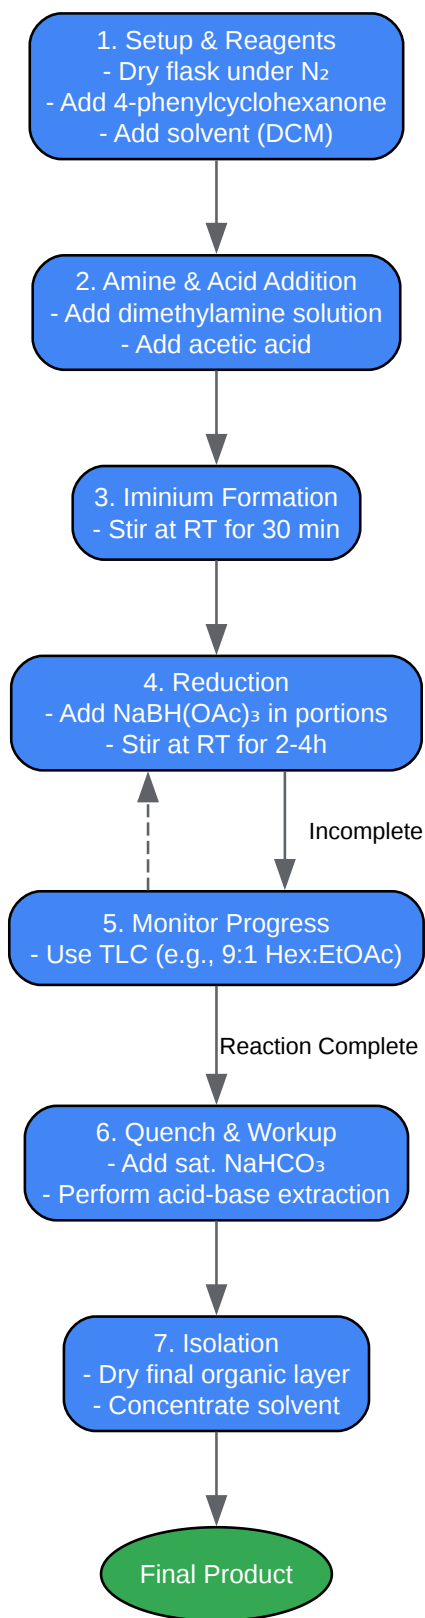 1. Setup & Reagents
- Dry flask under N₂
- Add 4-phenylcyclohexanone
- Add solvent (DCM)
2. Amine & Acid Addition
- Add dimethylamine solution
- Add acetic acid
3. Iminium Formation
- Stir at RT for 30 min
4. Reduction
- Add NaBH(OAc)₃ in portions
- Stir at RT for 2-4h
Incomplete
5. Monitor Progress
- Use TLC (e.g., 9:1 Hex:EtOAc)
Reaction Complete
6. Quench & Workup
- Add sat. NaHCO₃
- Perform acid-base extraction
7. Isolation
- Dry final organic layer
- Concentrate solvent
Final Product